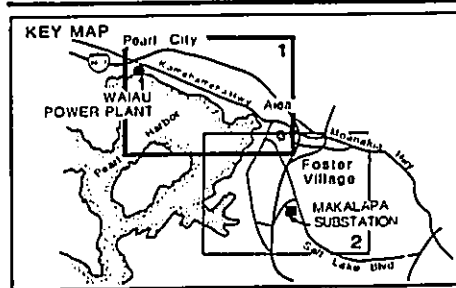 KEY MAP
Pearl City
1
H-1
Kamehameha Hwy
WAIAU
POWER PLANT
Aiea
Pearl Harbor
Moanalua Hwy
Foster
Village
MAKALAPA
SUBSTATION
2
Salt Lake Blvd